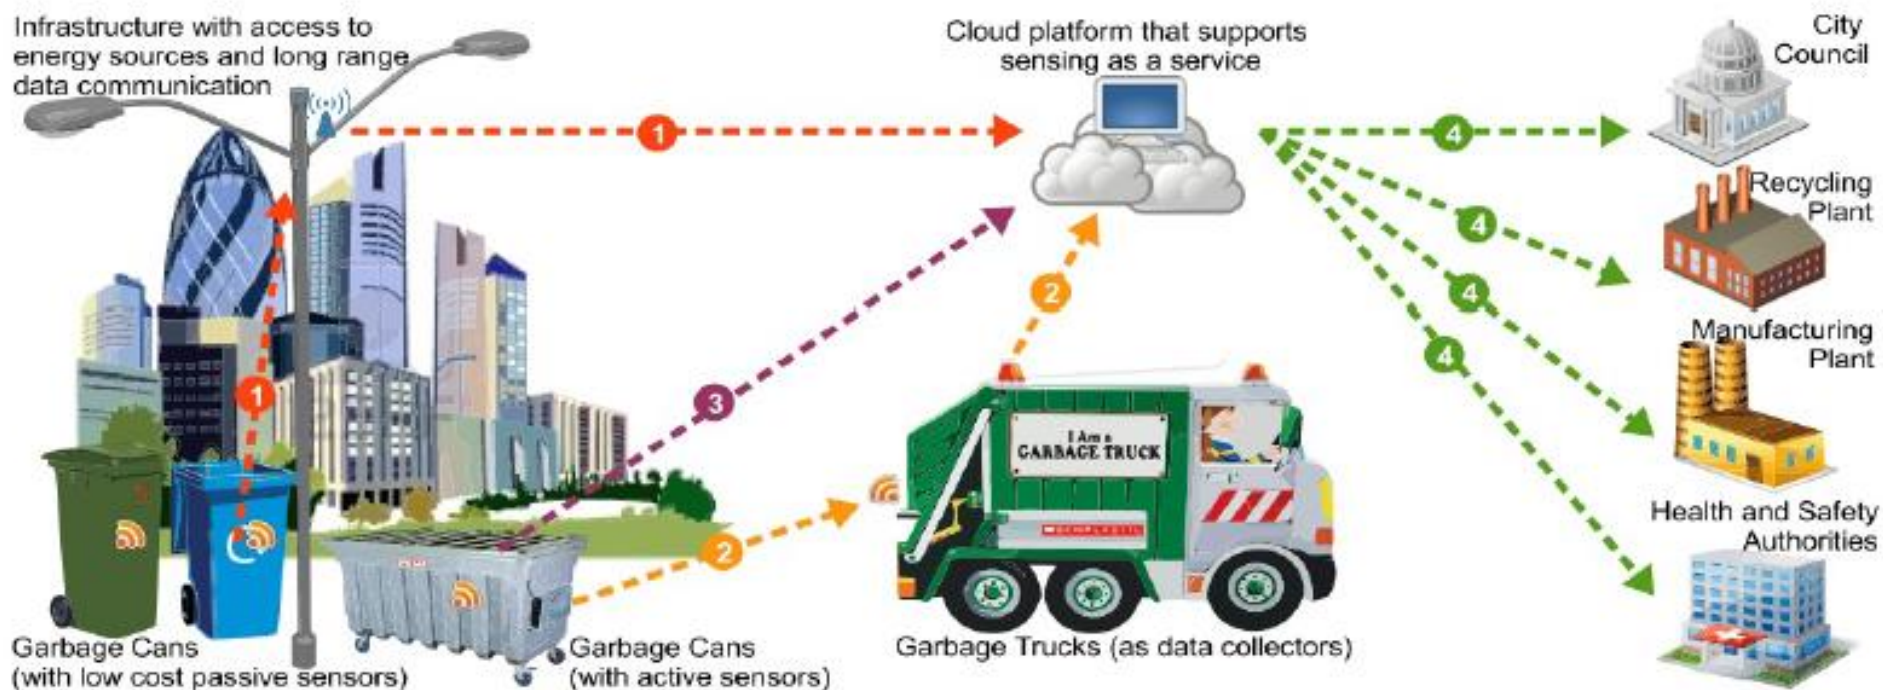 Infrastructure with access to
energy sources and long range
data communication
Cloud platform that supports
sensing as a service
City
Council
1
4
Recycling
Plant
4
2
4
Manufacturing
Plant
4
1
3
I Am a
GARBAGE TRUCK
SCHOLASTIC
2
Health and Safety
Authorities
Garbage Cans
(with low cost passive sensors)
Garbage Cans
(with active sensors)
Garbage Trucks (as data collectors)